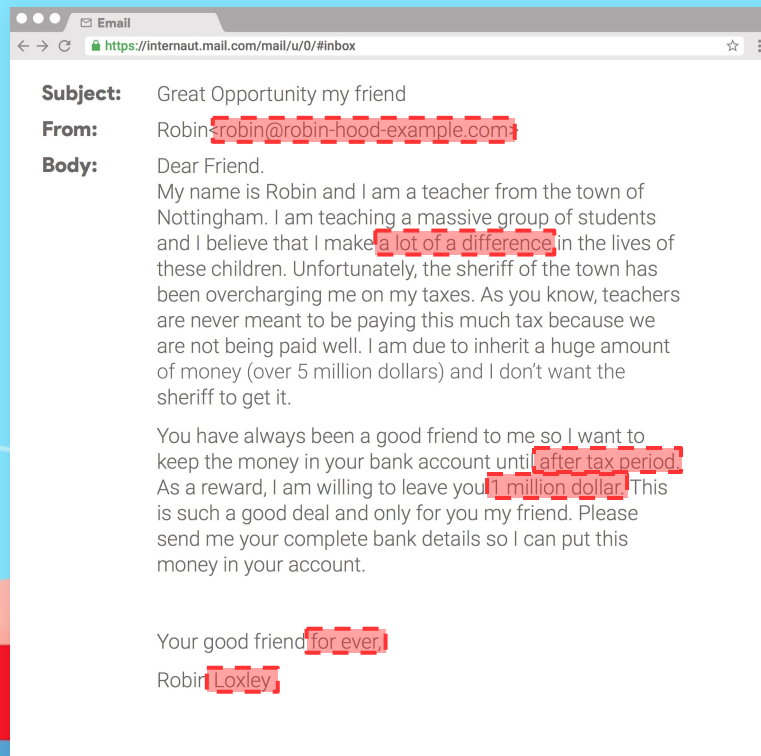 Email
https://internaut.mail.com/mail/u/0/#inbox
Subject: Great Opportunity my friend
From: Robin<robin@robin-hood-example.com>
Body: Dear Friend.
My name is Robin and I am a teacher from the town of
Nottingham. I am teaching a massive group of students
and I believe that I make a lot of a difference in the lives of
these children. Unfortunately, the sheriff of the town has
been overcharging me on my taxes. As you know, teachers
are never meant to be paying this much tax because we
are not being paid well. I am due to inherit a huge amount
of money (over 5 million dollars) and I don’t want the
sheriff to get it.
You have always been a good friend to me so I want to
keep the money in your bank account until after tax period.
As a reward, I am willing to leave you 1 million dollar. This
is such a good deal and only for you my friend. Please
send me your complete bank details so I can put this
money in your account.
Your good friend for ever,
Robin Loxley